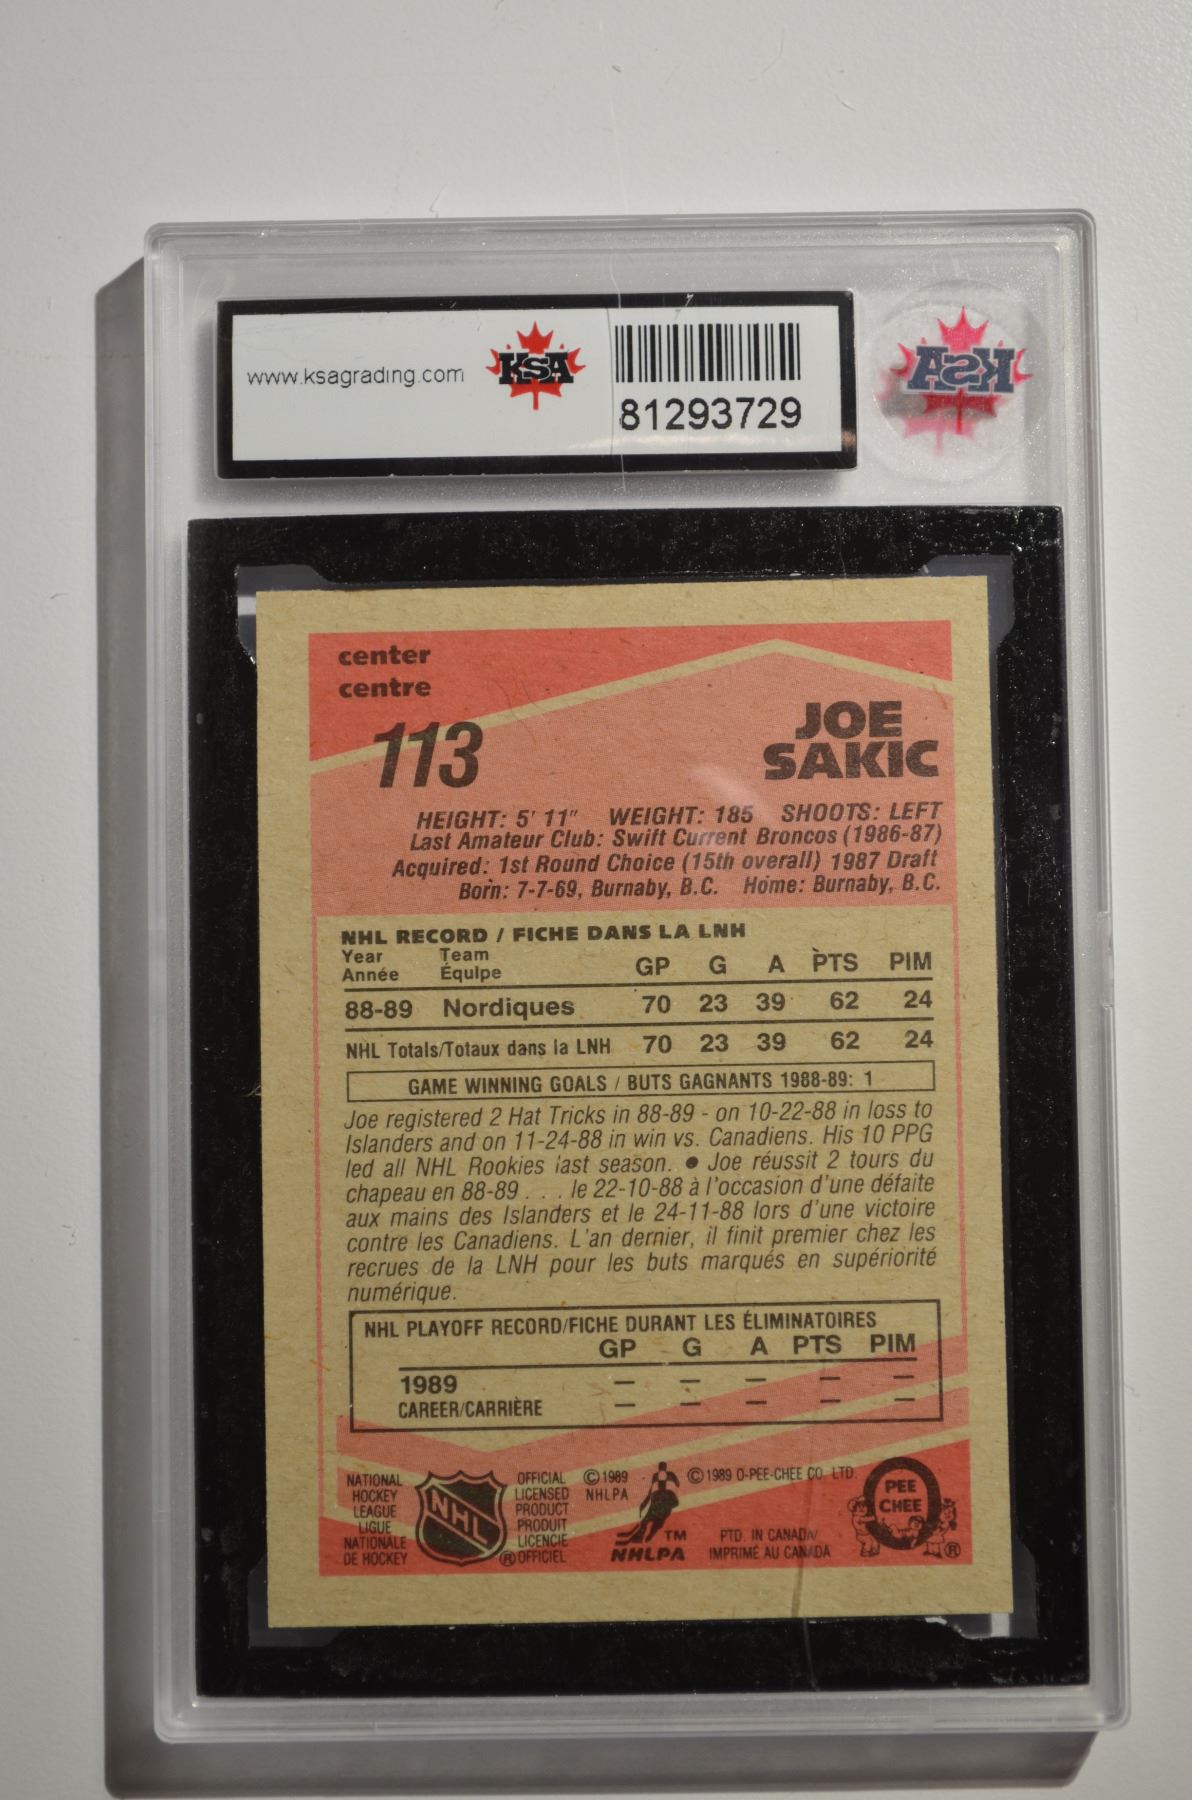 www.ksagrading.com
KSA
81293729
KSA
center
centre
113
JOE
SAKIC
HEIGHT: 5' 11" WEIGHT: 185 SHOOTS: LEFT
Last Amateur Club: Swift Current Broncos (1986-87)
Acquired: 1st Round Choice (15th overall) 1987 Draft
Born: 7-7-69, Burnaby, B.C. Home: Burnaby, B.C.
NHL RECORD / FICHE DANS LA LNH
Year Team
Année Équipe GP G A PTS PIM
88-89 Nordiques 70 23 39 62 24
NHL Totals/Totaux dans la LNH 70 23 39 62 24
GAME WINNING GOALS / BUTS GAGNANTS 1988-89: 1
Joe registered 2 Hat Tricks in 88-89 - on 10-22-88 in loss to
Islanders and on 11-24-88 in win vs. Canadiens. His 10 PPG
led all NHL Rookies last season. ● Joe réussit 2 tours du
chapeau en 88-89 . . . le 22-10-88 à l'occasion d'une défaite
aux mains des Islanders et le 24-11-88 lors d'une victoire
contre les Canadiens. L'an dernier, il finit premier chez les
recrues de la LNH pour les buts marqués en supériorité
numérique.
NHL PLAYOFF RECORD/FICHE DURANT LES ÉLIMINATOIRES
GP G A PTS PIM
1989 — — — — —
CAREER/CARRIÈRE — — — — —
NATIONAL
HOCKEY
LEAGUE
LIGUE
NATIONALE
DE HOCKEY
NHL
OFFICIAL
LICENSED
PRODUCT
PRODUIT
LICENCIE
® OFFICIEL
© 1989
NHLPA
TM
NHLPA
© 1989 O-PEE-CHEE CO. LTD.
PTD. IN CANADA/
IMPRIMÉ AU CANADA
O PEE
CHEE
®